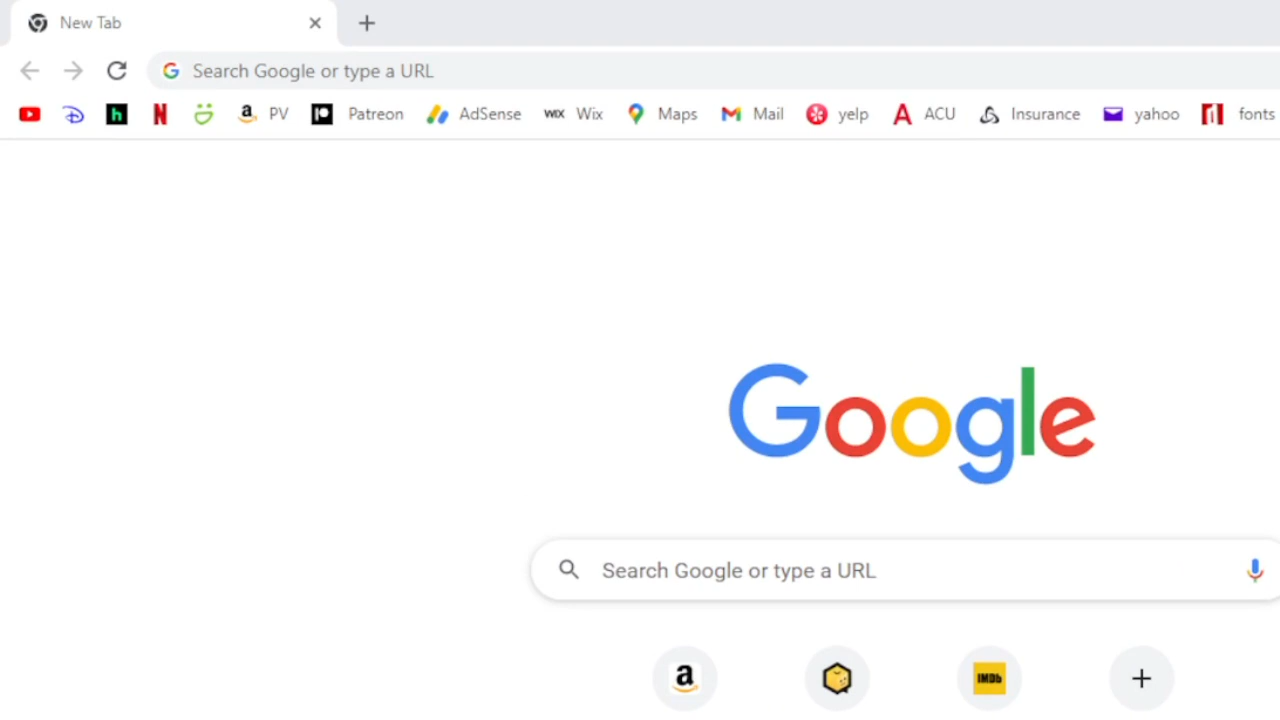 New Tab
Search Google or type a URL
h N a PV Patreon AdSense WIX Wix Maps Mail yelp ACU Insurance yahoo fonts
Google
Search Google or type a URL
a IMDb